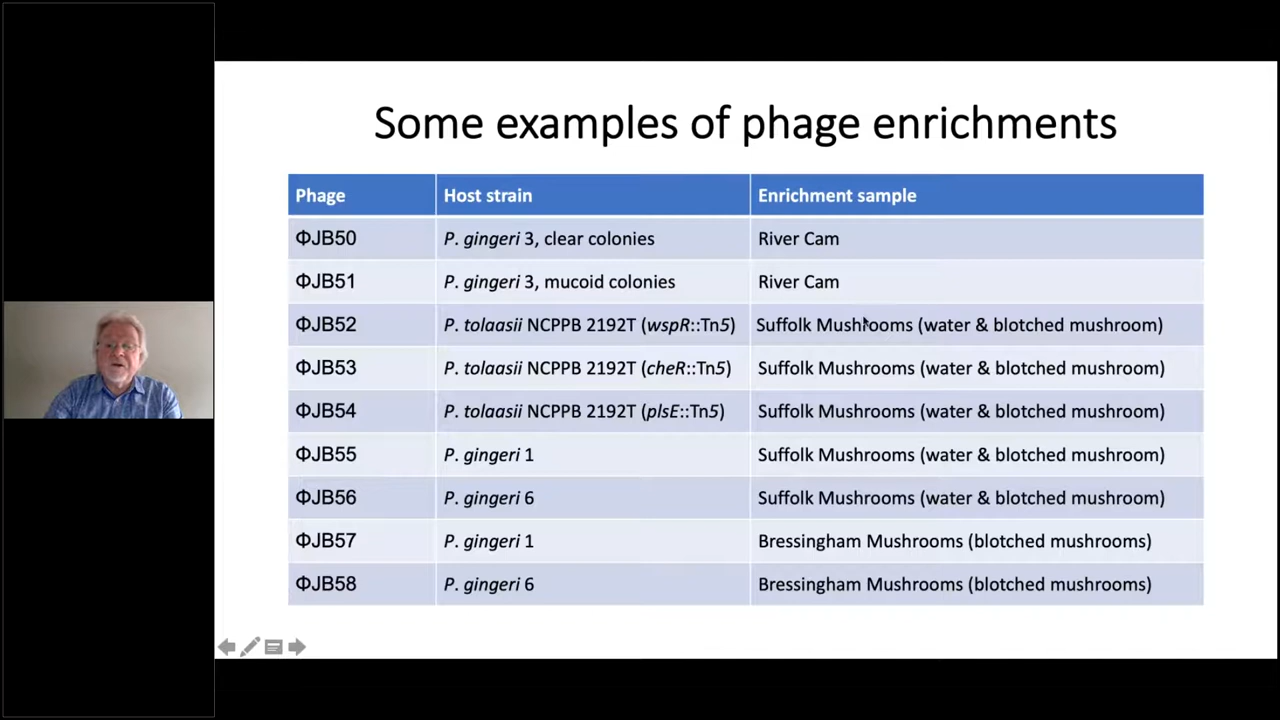 Some examples of phage enrichments
Phage Host strain Enrichment sample
ΦJB50 P. gingeri 3, clear colonies River Cam
ΦJB51 P. gingeri 3, mucoid colonies River Cam
ΦJB52 P. tolaasii NCPPB 2192T (wspR::Tn5) Suffolk Mushrooms (water & blotched mushroom)
ΦJB53 P. tolaasii NCPPB 2192T (cheR::Tn5) Suffolk Mushrooms (water & blotched mushroom)
ΦJB54 P. tolaasii NCPPB 2192T (plsE::Tn5) Suffolk Mushrooms (water & blotched mushroom)
ΦJB55 P. gingeri 1 Suffolk Mushrooms (water & blotched mushroom)
ΦJB56 P. gingeri 6 Suffolk Mushrooms (water & blotched mushroom)
ΦJB57 P. gingeri 1 Bressingham Mushrooms (blotched mushrooms)
ΦJB58 P. gingeri 6 Bressingham Mushrooms (blotched mushrooms)